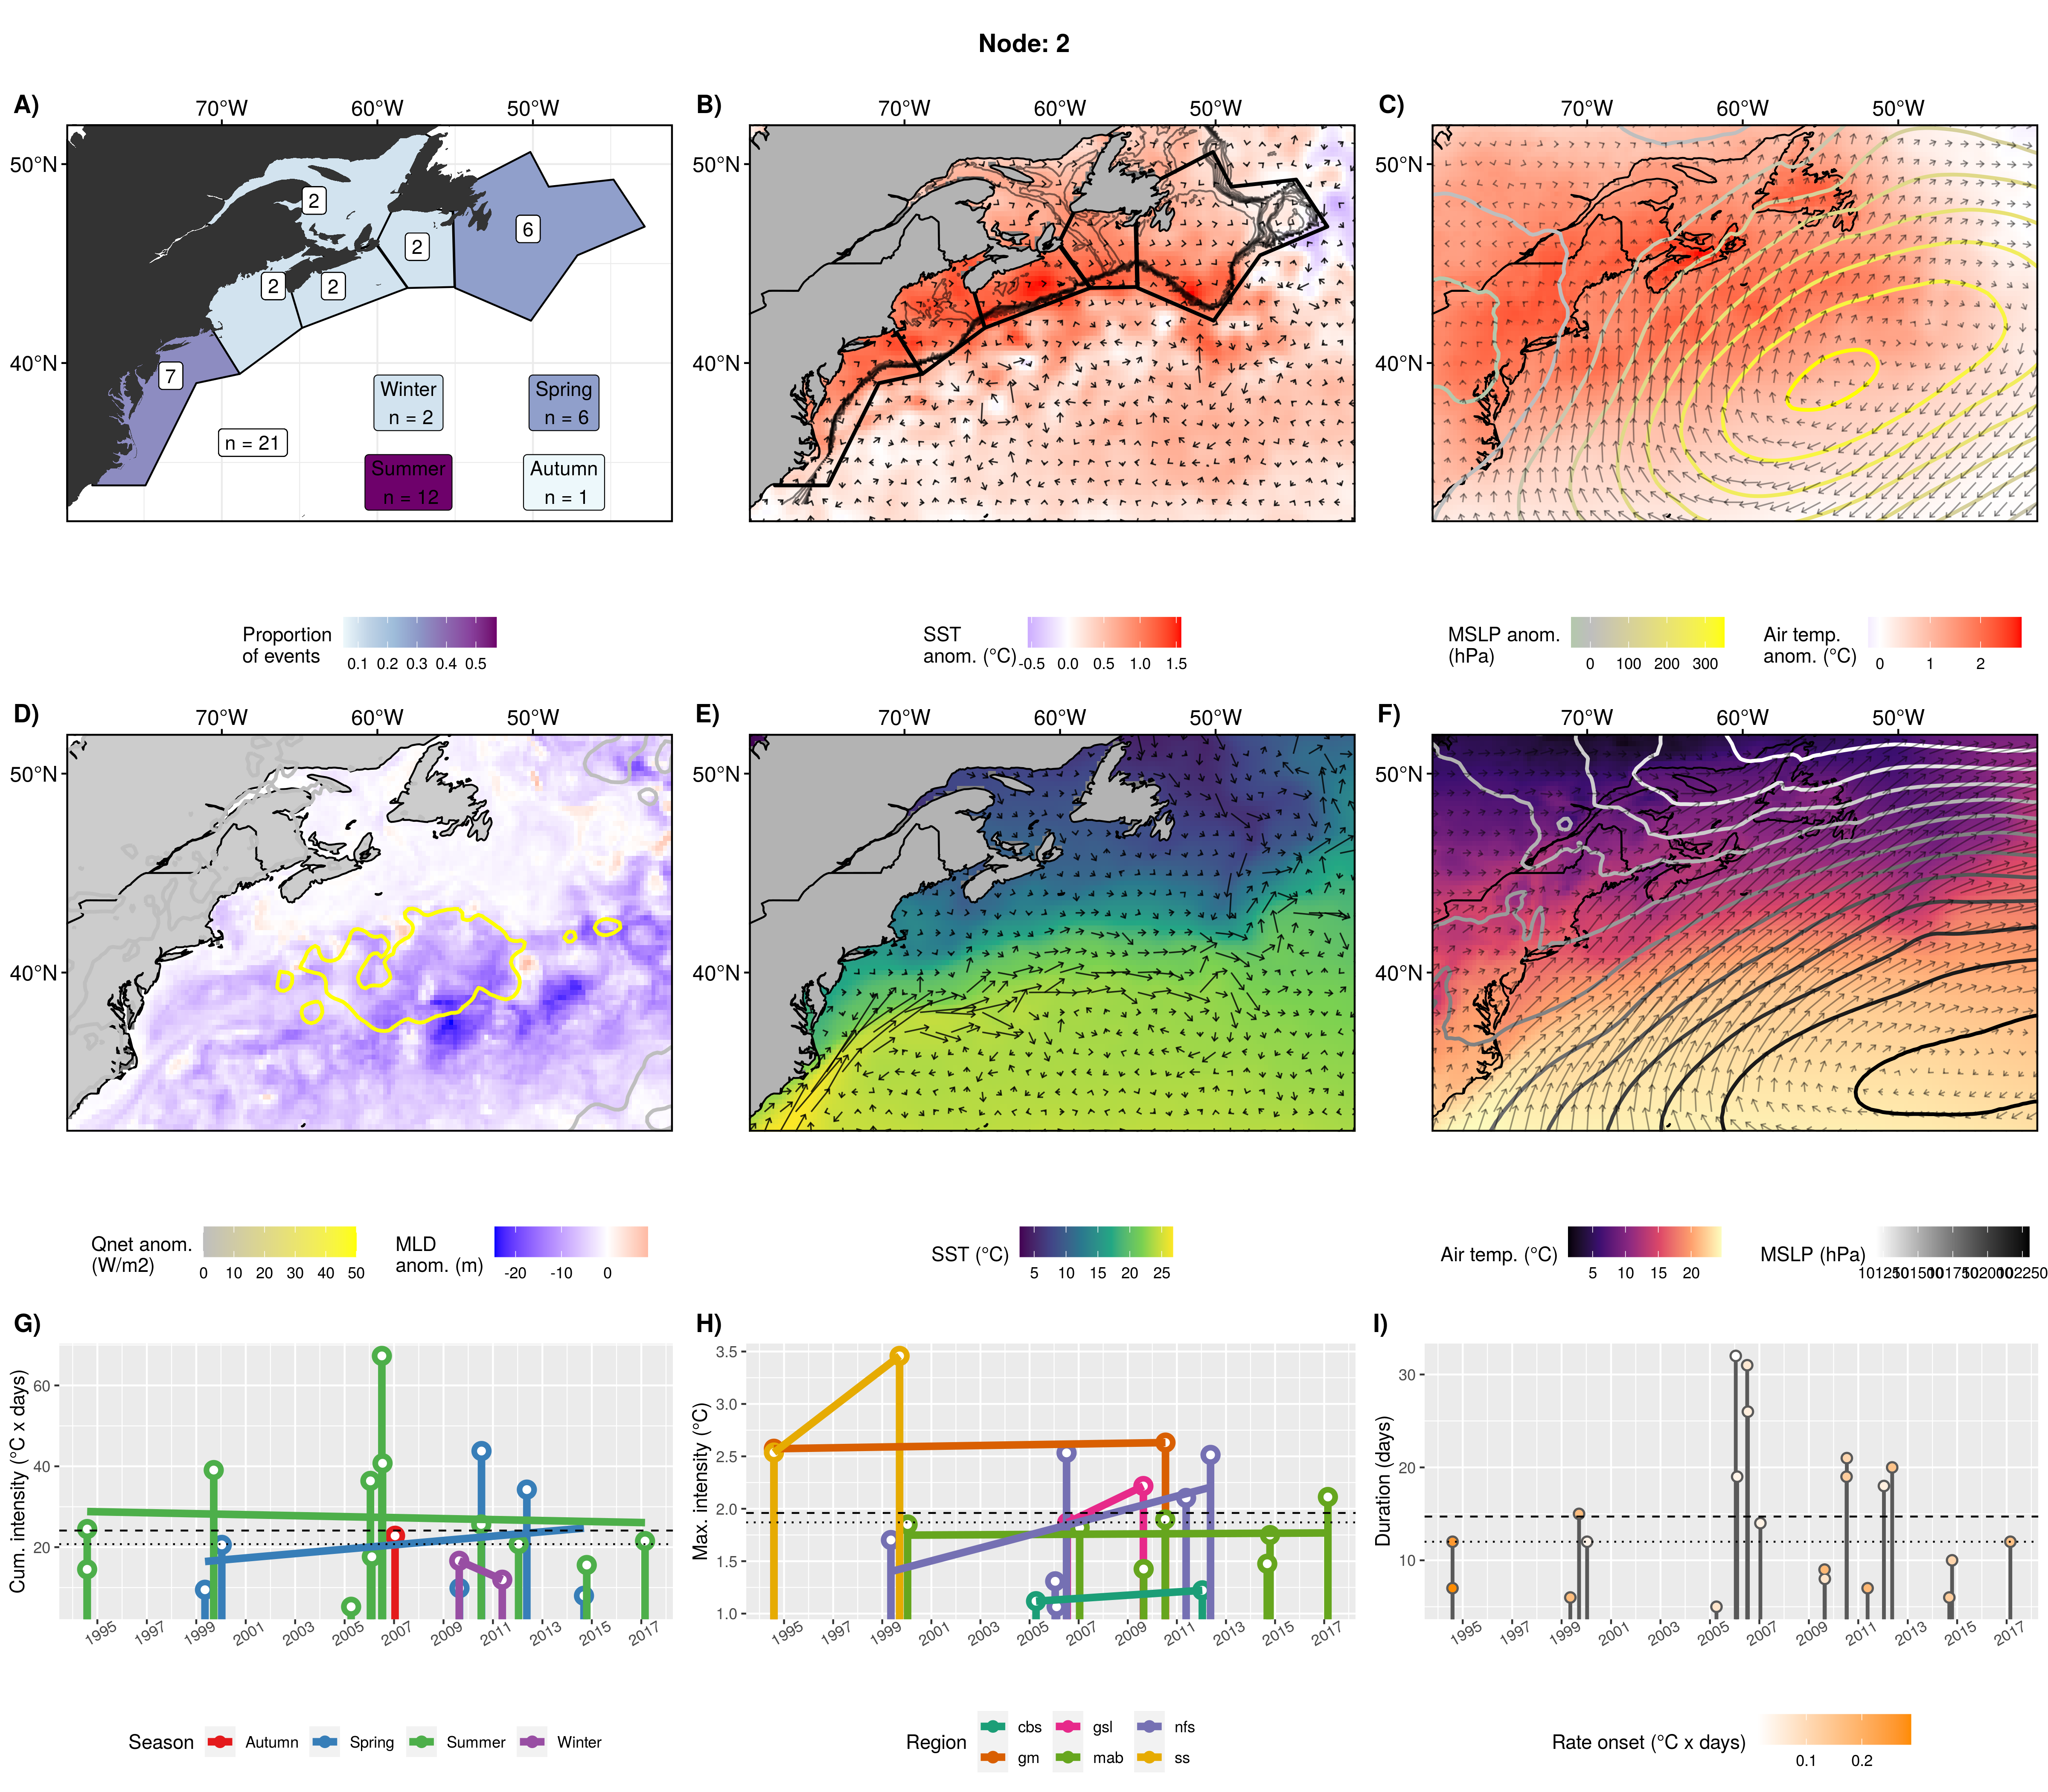 Node: 2
A)
70°W 60°W 50°W
50°N
40°N
2
2
6
2
2
7
n = 21
Winter
n = 2
Spring
n = 6
Summer
n = 12
Autumn
n = 1
Proportion
of events
0.1 0.2 0.3 0.4 0.5
B)
70°W 60°W 50°W
50°N
40°N
SST
anom. (°C)
-0.5 0.0 0.5 1.0 1.5
C)
70°W 60°W 50°W
50°N
40°N
MSLP anom.
(hPa)
0 100 200 300
Air temp.
anom. (°C)
0 1 2
D)
70°W 60°W 50°W
50°N
40°N
Qnet anom.
(W/m2)
0 10 20 30 40 50
MLD
anom. (m)
-20 -10 0
E)
70°W 60°W 50°W
50°N
40°N
SST (°C)
5 10 15 20 25
F)
70°W 60°W 50°W
50°N
40°N
Air temp. (°C)
5 10 15 20
MSLP (hPa)
101250 101500 101750 102000 102250
G)
Cum. intensity (°C x days)
60
40
20
1995 1997 1999 2001 2003 2005 2007 2009 2011 2013 2015 2017
Season Autumn Spring Summer Winter
H)
Max. intensity (°C)
3.5
3.0
2.5
2.0
1.5
1.0
1995 1997 1999 2001 2003 2005 2007 2009 2011 2013 2015 2017
Region
cbs gsl nfs
gm mab ss
I)
Duration (days)
30
20
10
1995 1997 1999 2001 2003 2005 2007 2009 2011 2013 2015 2017
Rate onset (°C x days)
0.1 0.2